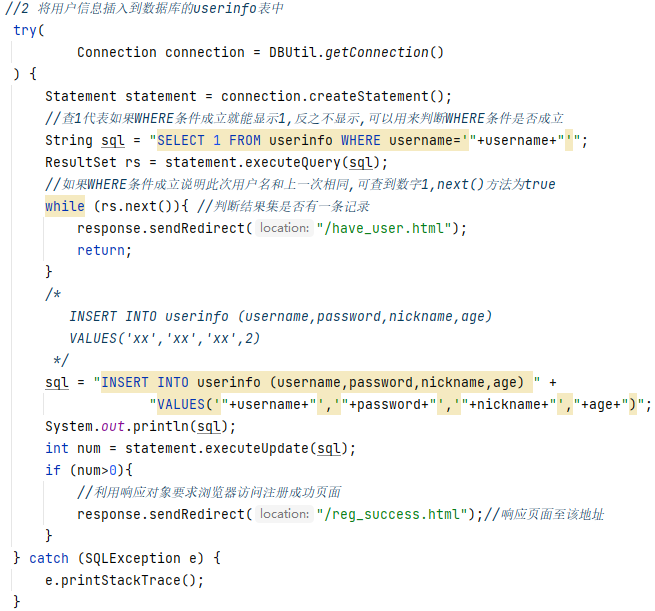 //2 将用户信息插入到数据库的userinfo表中
try(
Connection connection = DBUtil.getConnection()
) {
Statement statement = connection.createStatement();
//查1代表如果WHERE条件成立就能显示1,反之不显示,可以用来判断WHERE条件是否成立
String sql = "SELECT 1 FROM userinfo WHERE username='"+username+"'";
ResultSet rs = statement.executeQuery(sql);
//如果WHERE条件成立说明此次用户名和上一次相同,可查到数字1,next()方法为true
while (rs.next()){ //判断结果集是否有一条记录
response.sendRedirect( location: "/have_user.html");
return;
}
/*
INSERT INTO userinfo (username,password,nickname,age)
VALUES('xx','xx','xx',2)
*/
sql = "INSERT INTO userinfo (username,password,nickname,age) " +
"VALUES('"+username+"','"+password+"','"+nickname+"',"+age+")";
System.out.println(sql);
int num = statement.executeUpdate(sql);
if (num>0){
//利用响应对象要求浏览器访问注册成功页面
response.sendRedirect( location: "/reg_success.html");//响应页面至该地址
}
} catch (SQLException e) {
e.printStackTrace();
}